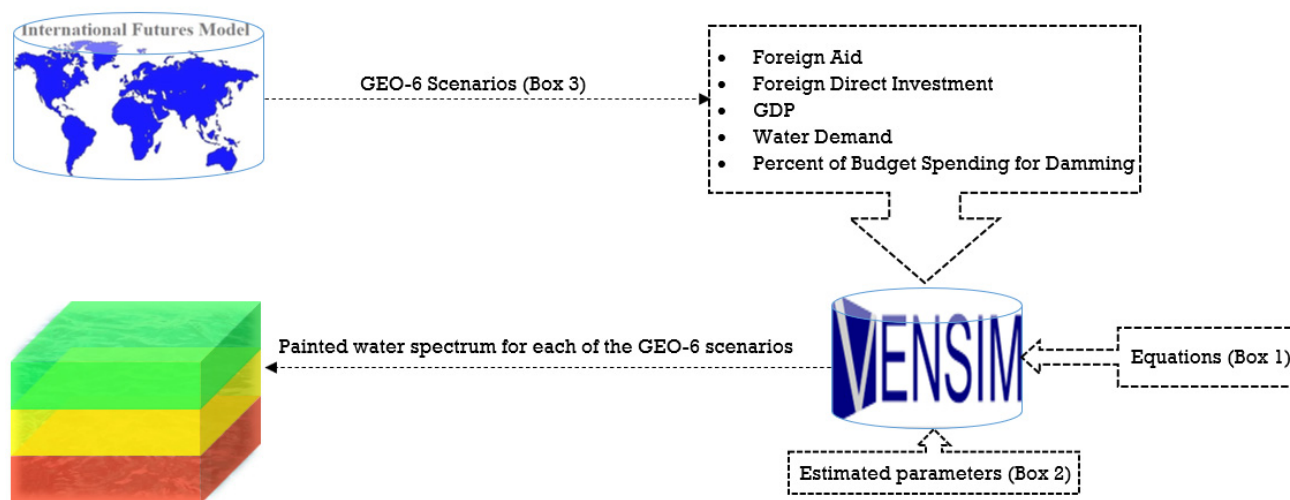 International Futures Model
GEO-6 Scenarios (Box 3)
• Foreign Aid
• Foreign Direct Investment
• GDP
• Water Demand
• Percent of Budget Spending for Damming
Painted water spectrum for each of the GEO-6 scenarios
VENSIM
Equations (Box 1)
Estimated parameters (Box 2)